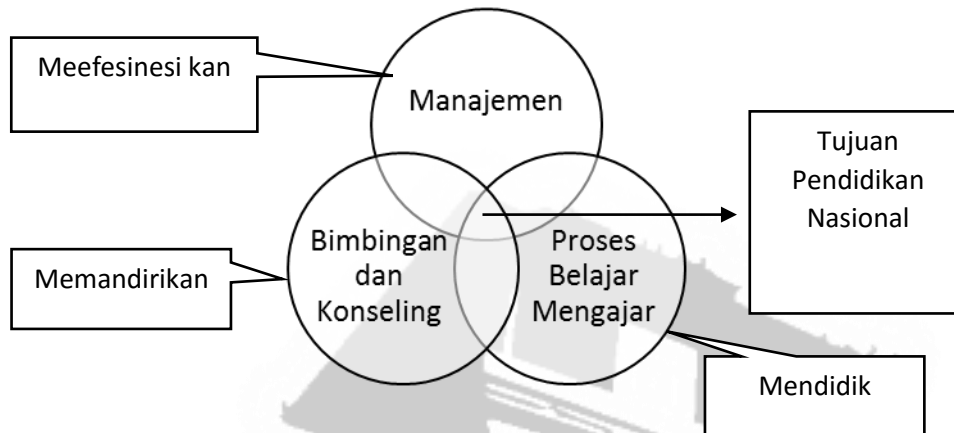 Meefesinesi kan
Manajemen
Tujuan
Pendidikan
Nasional
Bimbingan
dan
Konseling
Proses
Belajar
Mengajar
Memandirikan
Mendidik